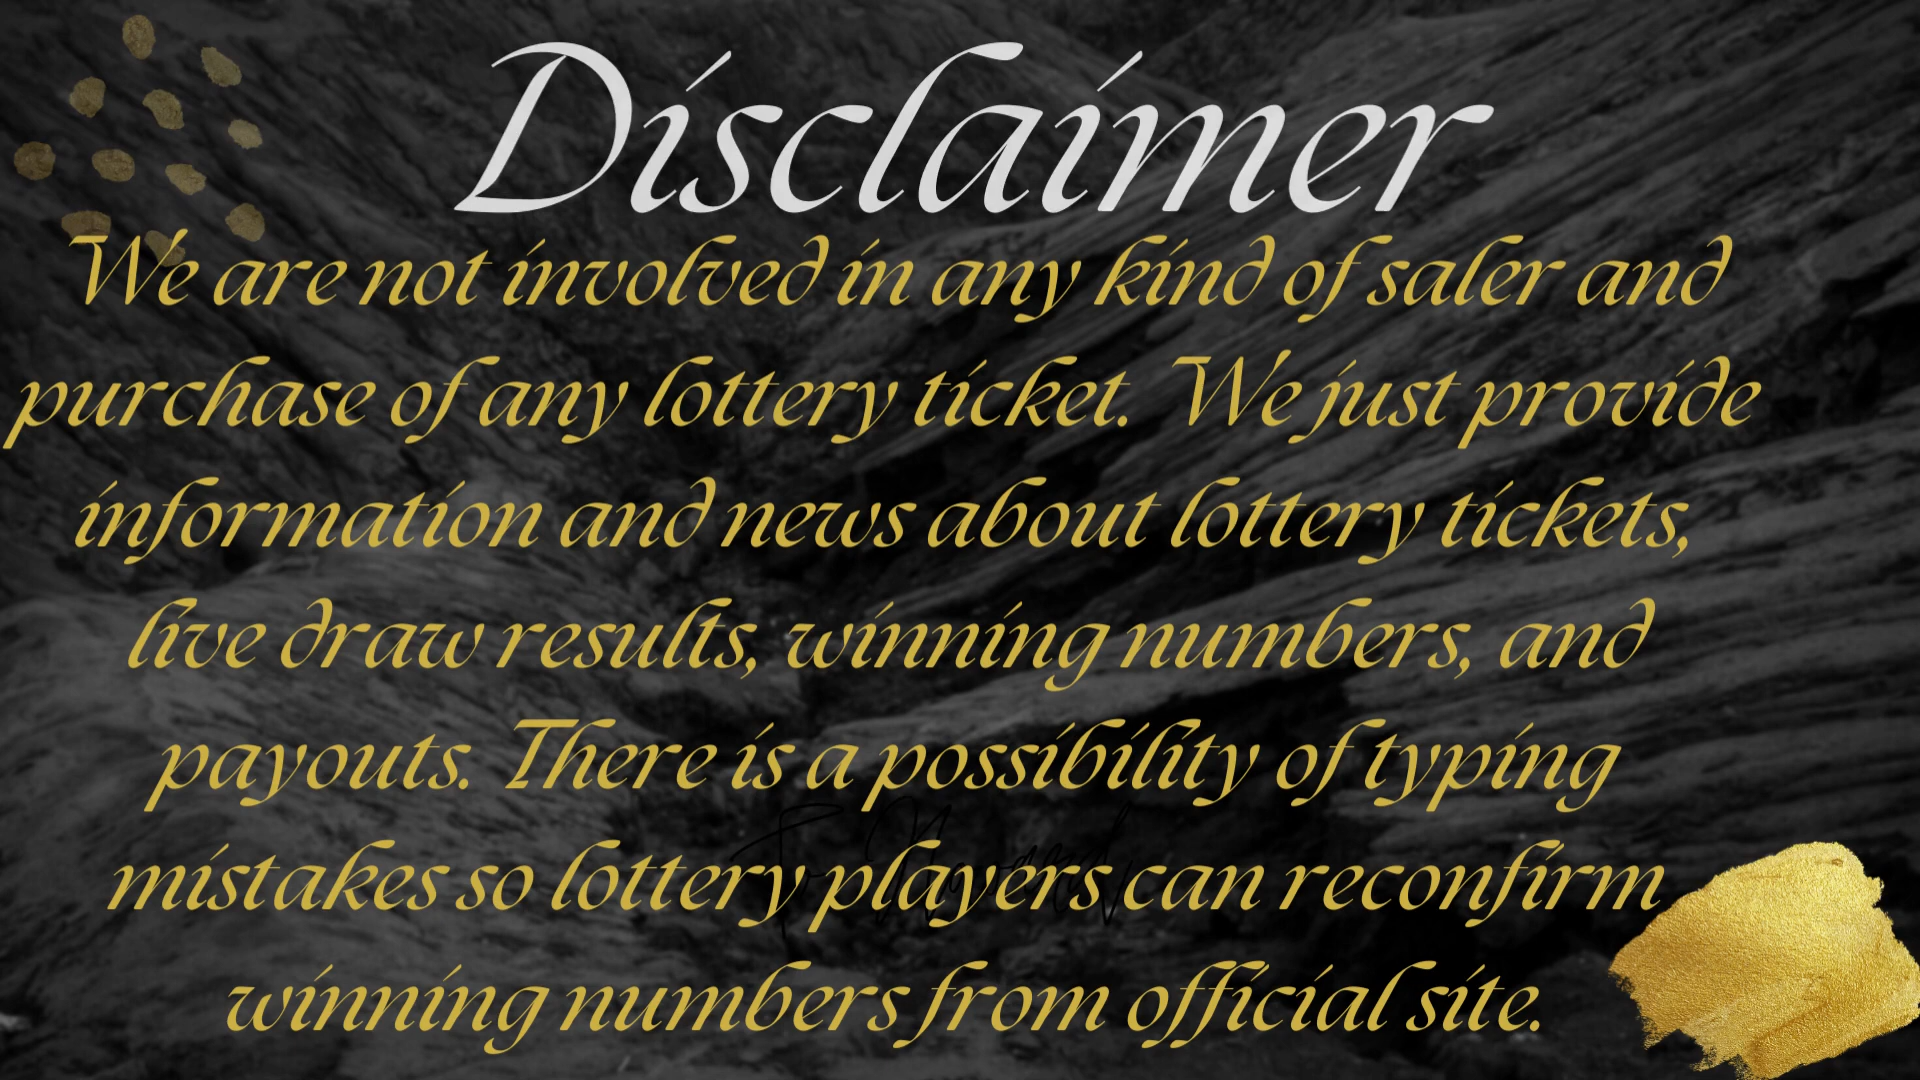 Disclaimer
We are not involved in any kind of saler and
purchase of any lottery ticket. We just provide
information and news about lottery tickets,
live draw results, winning numbers, and
payouts. There is a possibility of typing
mistakes so lottery players can reconfirm
winning numbers from official site.